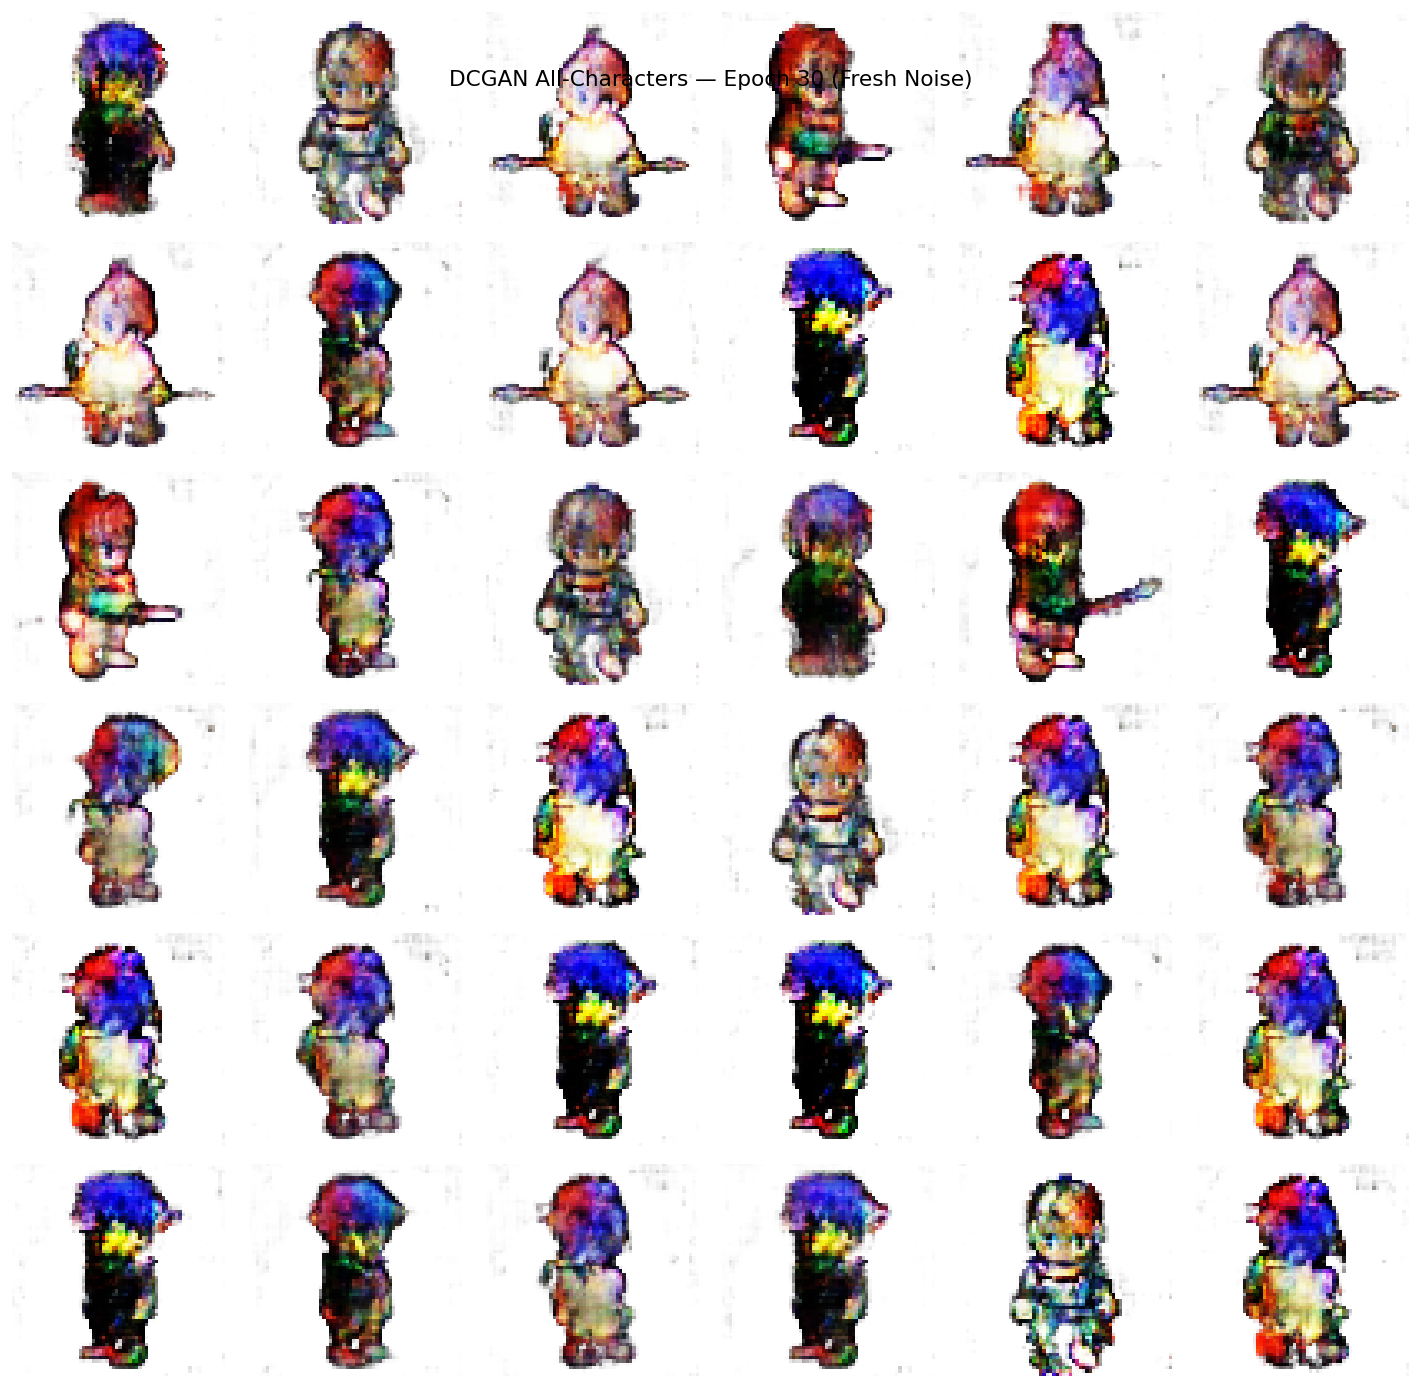 DCGAN All-Characters — Epoch 30 (Fresh Noise)